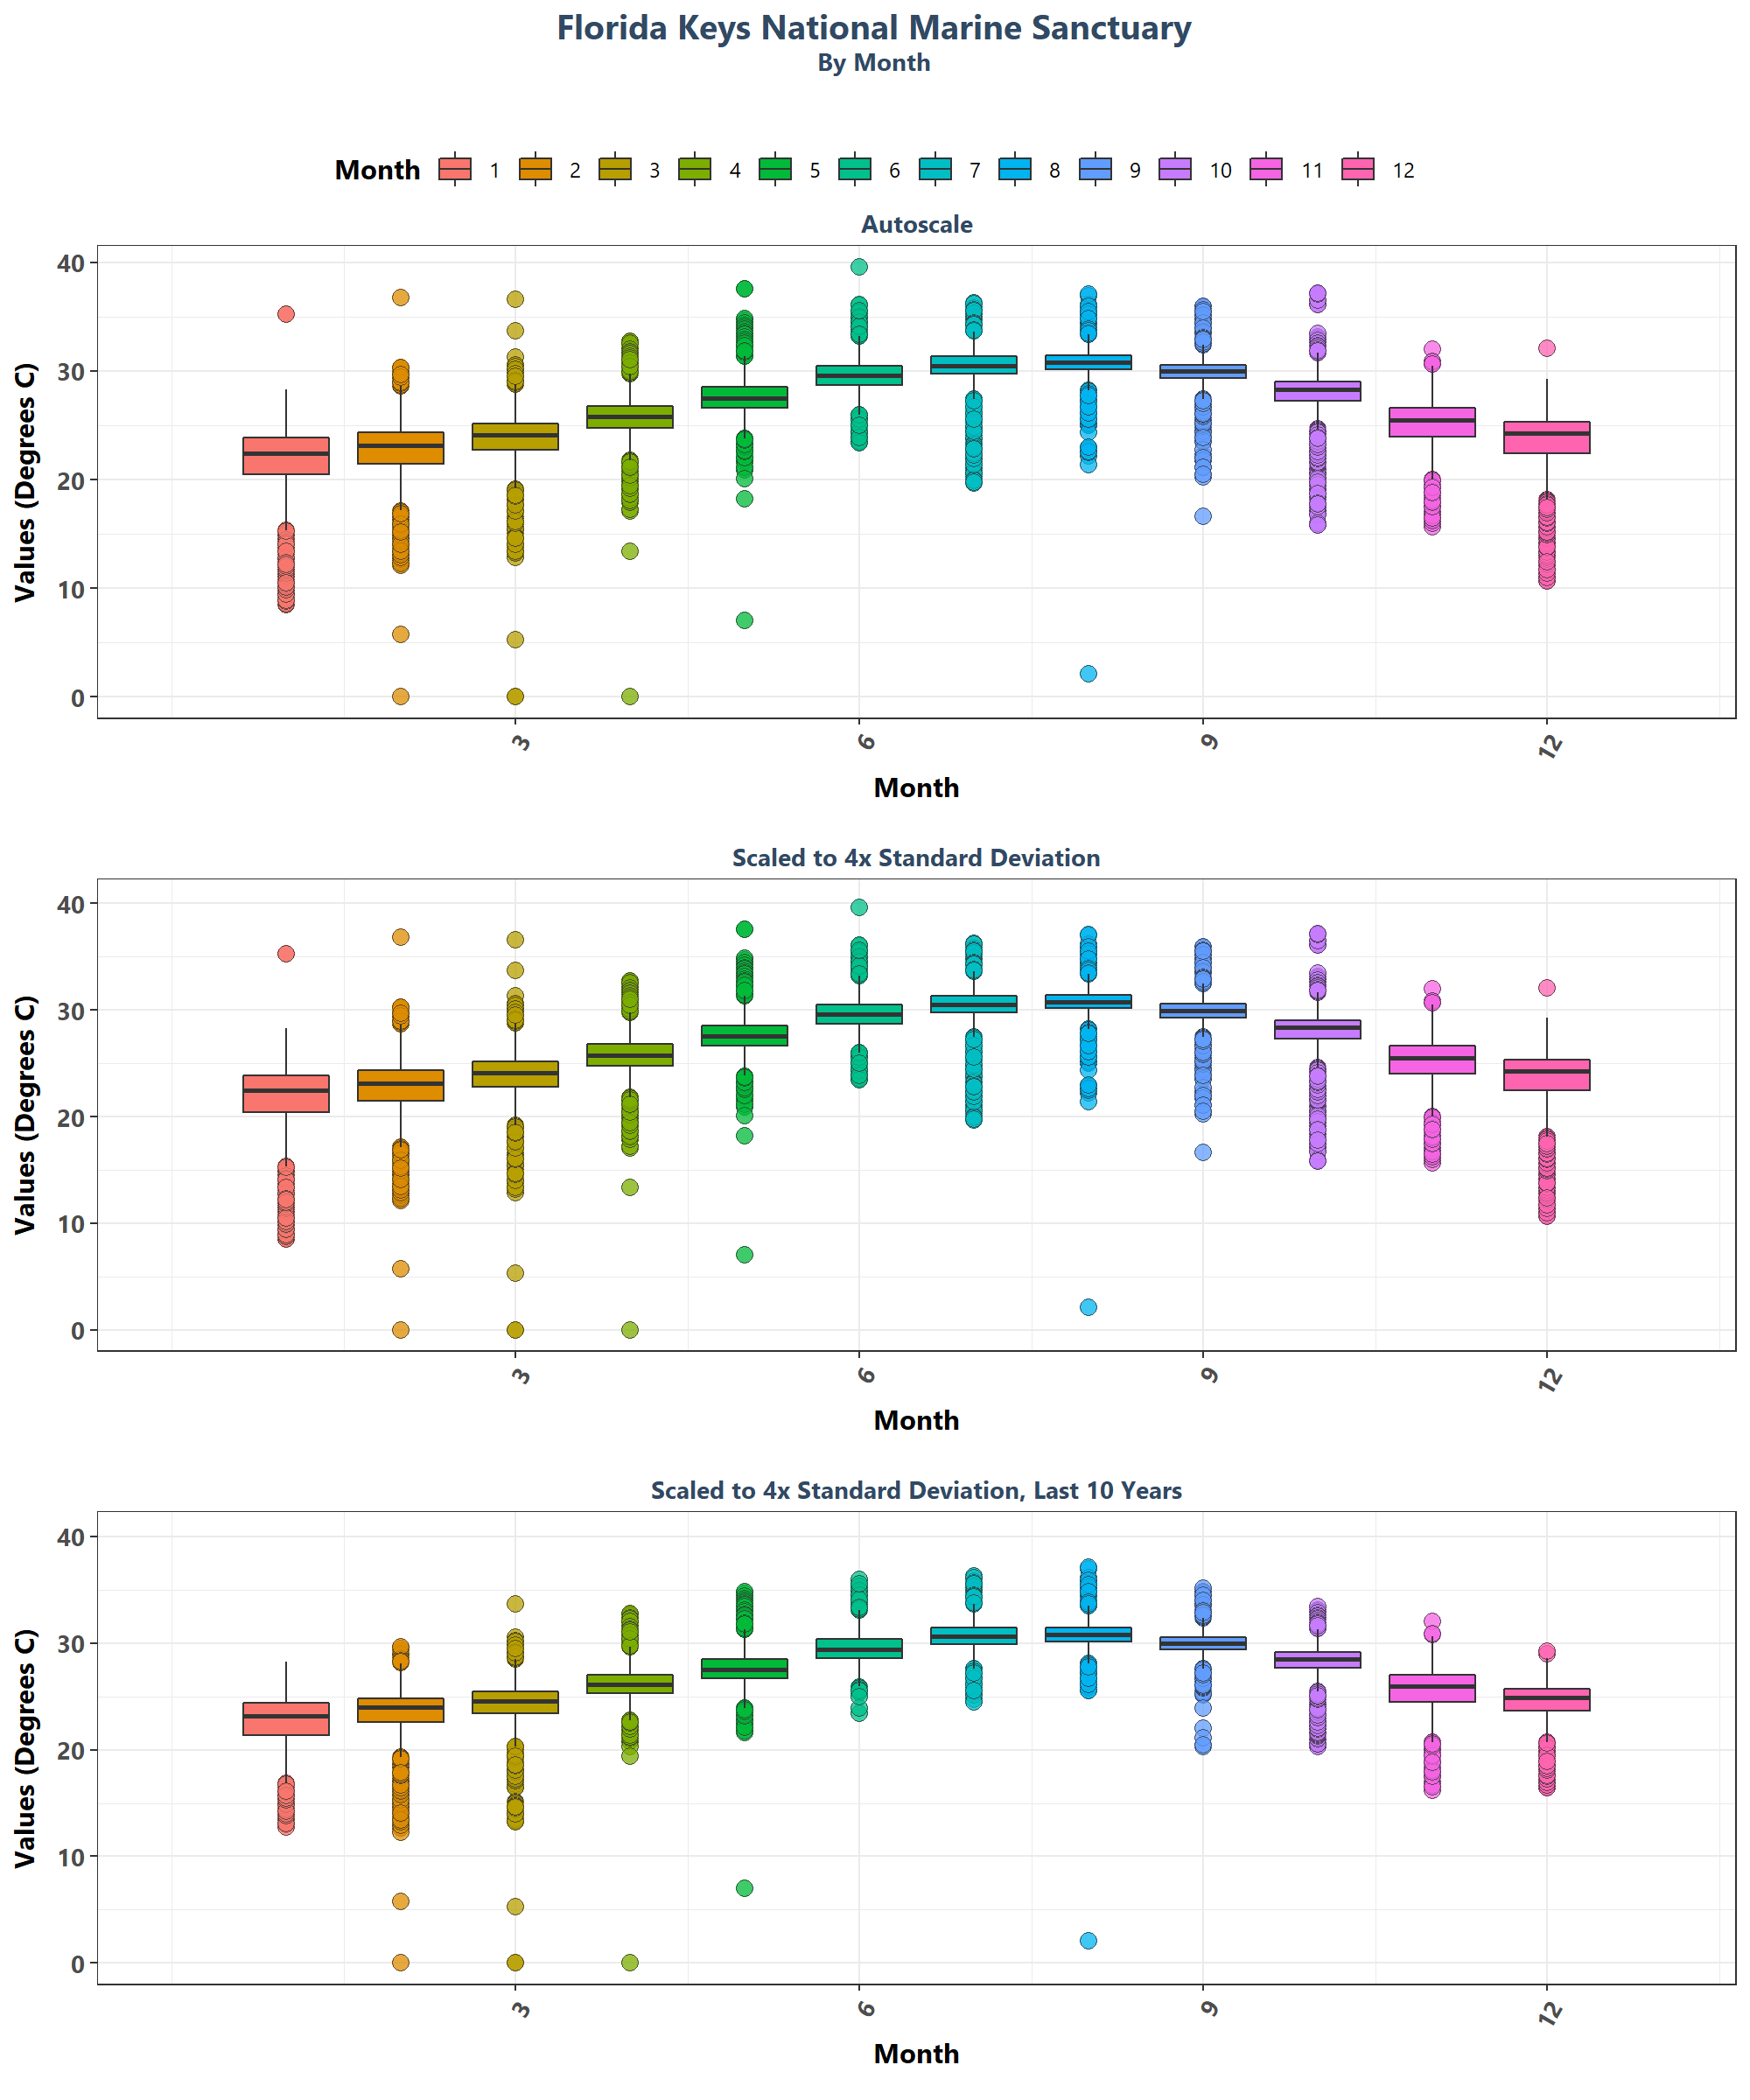 Florida Keys National Marine Sanctuary
By Month
Month 1 2 3 4 5 6 7 8 9 10 11 12
Autoscale
Values (Degrees C)
40
30
20
10
0
3 6 9 12
Month
Scaled to 4x Standard Deviation
Values (Degrees C)
40
30
20
10
0
3 6 9 12
Month
Scaled to 4x Standard Deviation, Last 10 Years
Values (Degrees C)
40
30
20
10
0
3 6 9 12
Month